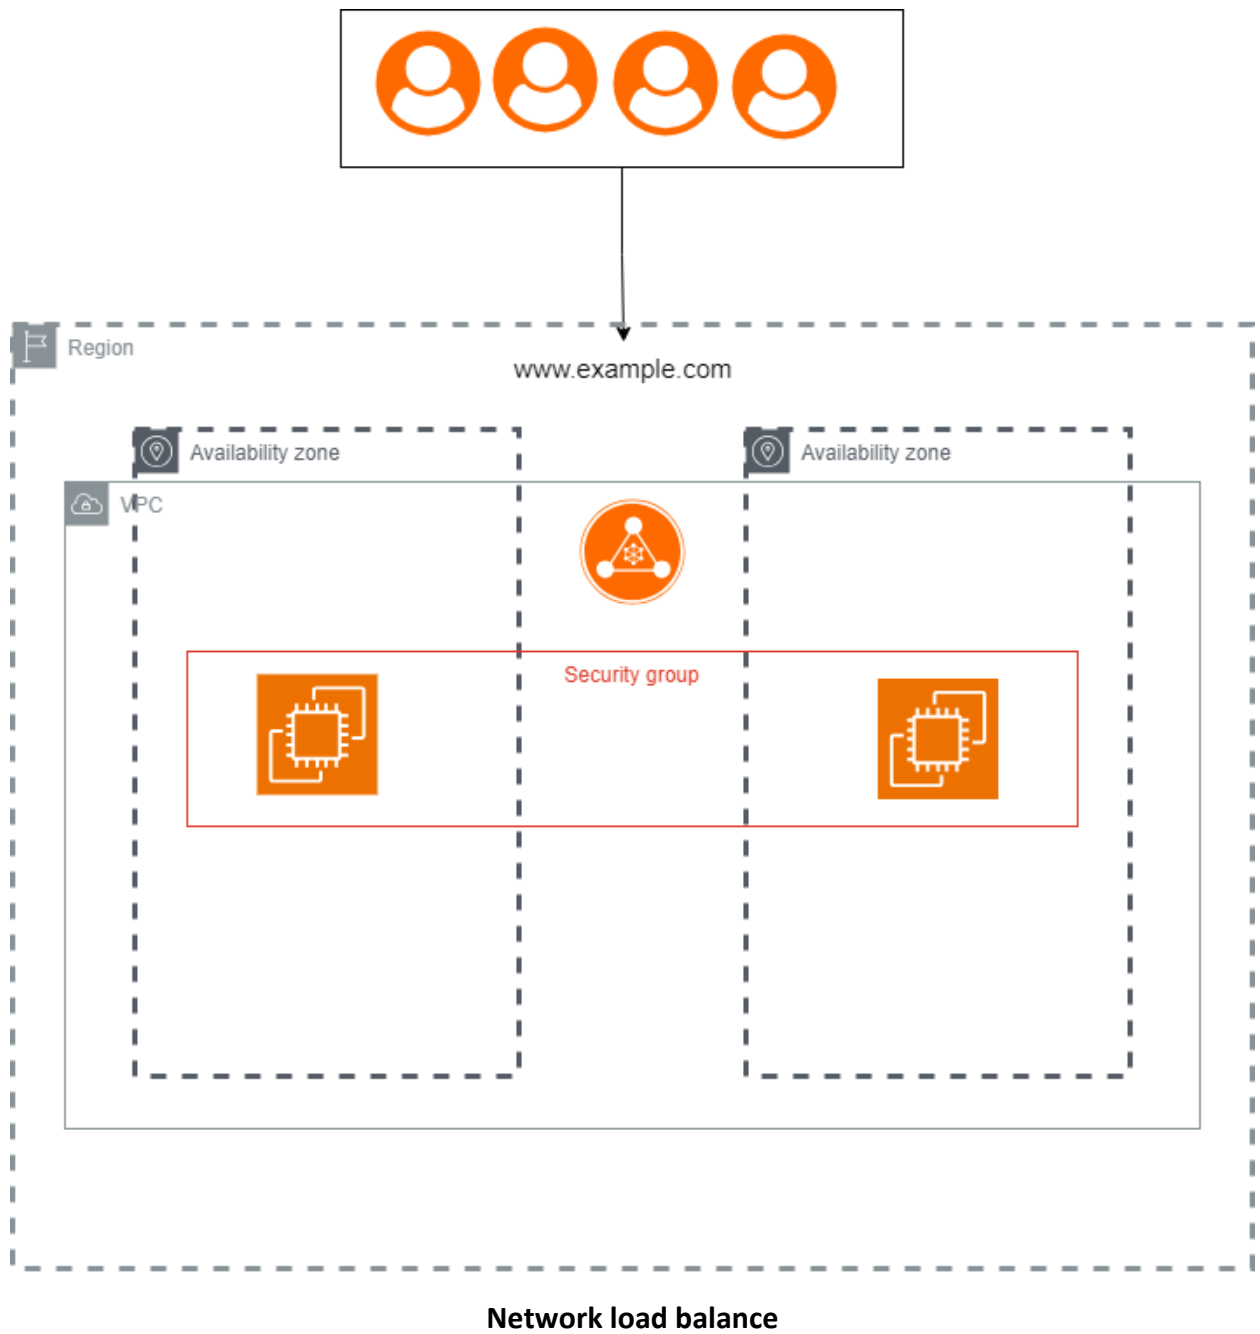 Region
www.example.com
Availability zone
Availability zone
VPC
Security group
Network load balance